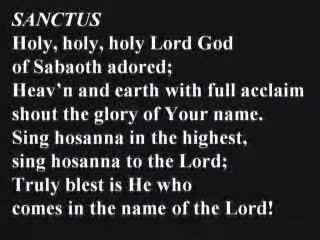 SANCTUS
Holy, holy, holy Lord God
of Sabaoth adored;
Heav'n and earth with full acclaim
shout the glory of Your name.
Sing hosanna in the highest,
sing hosanna to the Lord;
Truly blest is He who
comes in the name of the Lord!